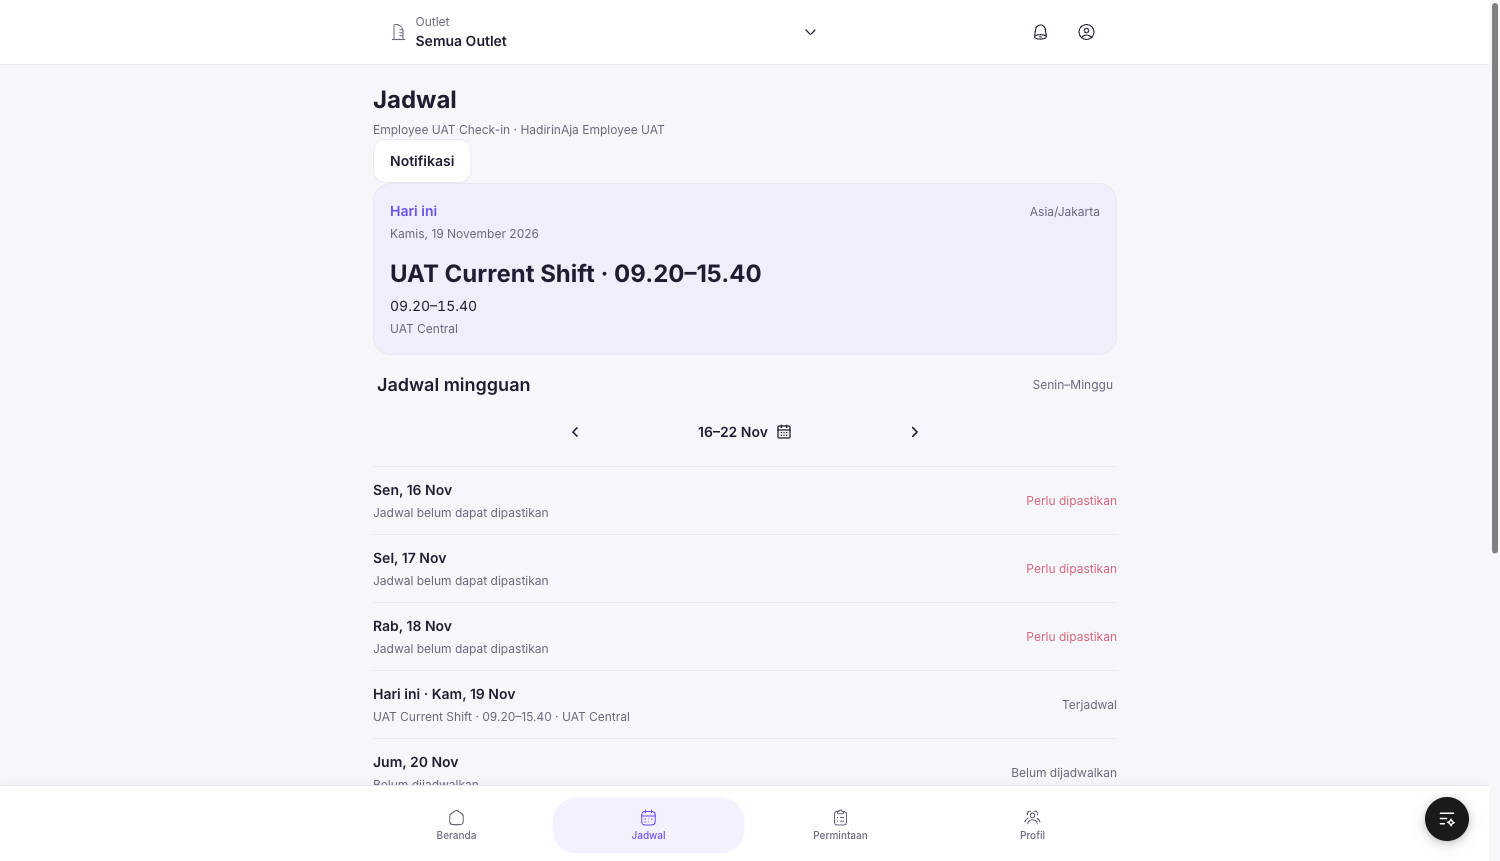 Outlet
Semua Outlet
Jadwal
Employee UAT Check-in · HadirinAja Employee UAT
Notifikasi
Hari ini
Asia/Jakarta
Kamis, 19 November 2026
UAT Current Shift · 09.20–15.40
09.20–15.40
UAT Central
Jadwal mingguan
Senin–Minggu
16–22 Nov
Sen, 16 Nov
Jadwal belum dapat dipastikan
Perlu dipastikan
Sel, 17 Nov
Jadwal belum dapat dipastikan
Perlu dipastikan
Rab, 18 Nov
Jadwal belum dapat dipastikan
Perlu dipastikan
Hari ini · Kam, 19 Nov
UAT Current Shift · 09.20–15.40 · UAT Central
Terjadwal
Jum, 20 Nov
Belum dijadwalkan
Belum dijadwalkan
Beranda
Jadwal
Permintaan
Profil